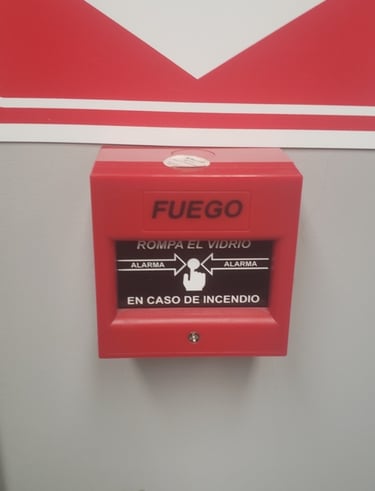 FUEGO
ROMPA EL VIDRIO
ALARMA ALARMA
EN CASO DE INCENDIO